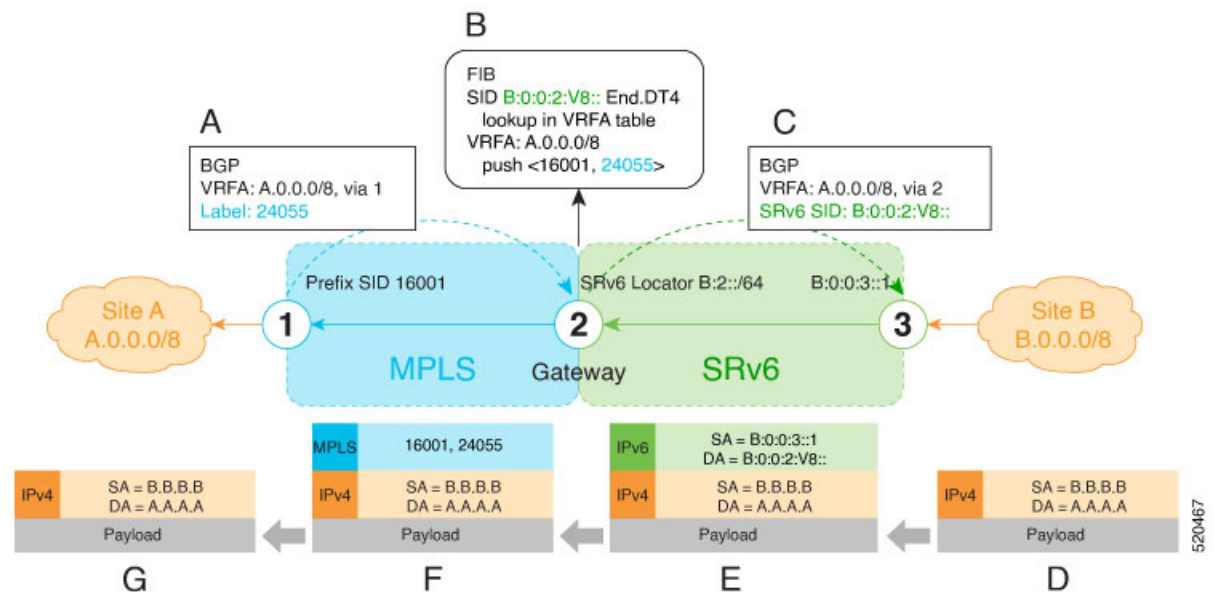 B
FIB
SID B:0:0:2:V8:: End.DT4
lookup in VRFA table
VRFA: A.0.0.0/8
push <16001, 24055>
A
BGP
VRFA: A.0.0.0/8, via 1
Label: 24055
C
BGP
VRFA: A.0.0.0/8, via 2
SRv6 SID: B:0:0:2:V8::
Prefix SID 16001
SRv6 Locator B:2::/64
B:0:0:3::1
Site A
A.0.0.0/8
1
2
3
Site B
B.0.0.0/8
MPLS
Gateway
SRv6
IPv4
SA = B.B.B.B
DA = A.A.A.A
Payload
G
MPLS
16001, 24055
IPv4
SA = B.B.B.B
DA = A.A.A.A
Payload
F
IPv6
SA = B:0:0:3::1
DA = B:0:0:2:V8::
IPv4
SA = B.B.B.B
DA = A.A.A.A
Payload
E
IPv4
SA = B.B.B.B
DA = A.A.A.A
Payload
D
520467